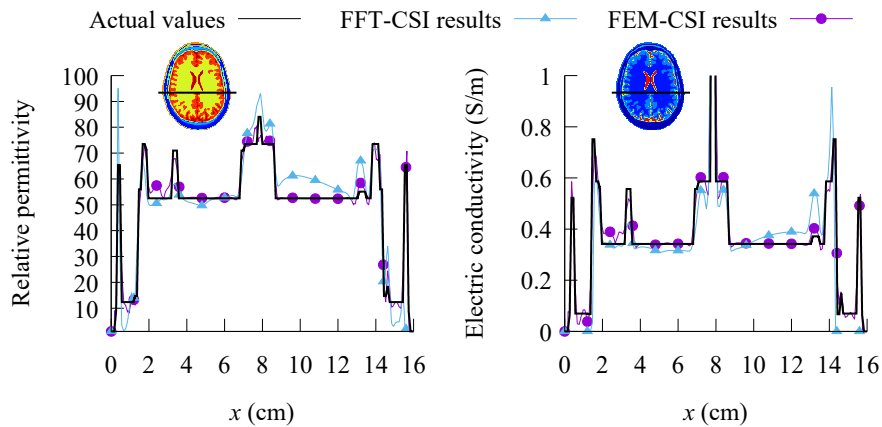 Actual values FFT-CSI results FEM-CSI results
Relative permittivity
100
90
80
70
60
50
40
30
20
10
0 2 4 6 8 10 12 14 16
x (cm)
Electric conductivity (S/m)
1
0.8
0.6
0.4
0.2
0
0 2 4 6 8 10 12 14 16
x (cm)